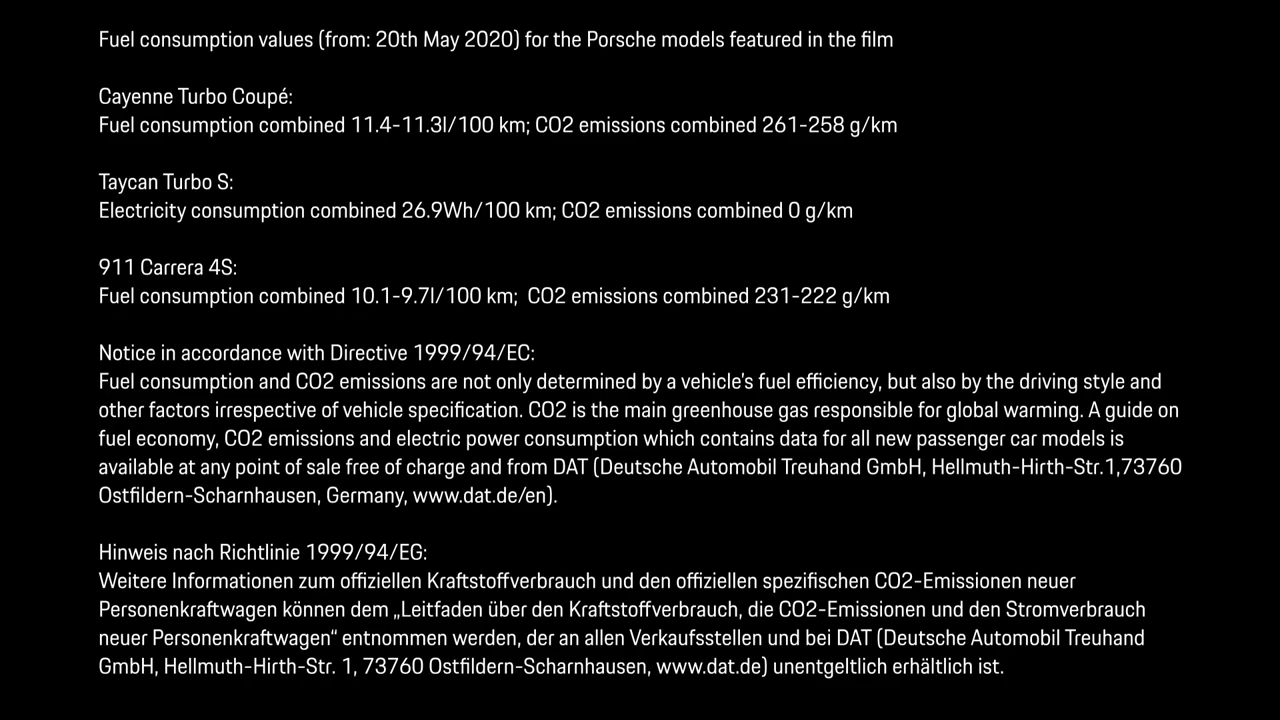 Fuel consumption values (from: 20th May 2020) for the Porsche models featured in the film
Cayenne Turbo Coupé:
Fuel consumption combined 11.4-11.3l/100 km; CO2 emissions combined 261-258 g/km
Taycan Turbo S:
Electricity consumption combined 26.9Wh/100 km; CO2 emissions combined 0 g/km
911 Carrera 4S:
Fuel consumption combined 10.1-9.7l/100 km;  CO2 emissions combined 231-222 g/km
Notice in accordance with Directive 1999/94/EC:
Fuel consumption and CO2 emissions are not only determined by a vehicle's fuel efficiency, but also by the driving style and
other factors irrespective of vehicle specification. CO2 is the main greenhouse gas responsible for global warming. A guide on
fuel economy, CO2 emissions and electric power consumption which contains data for all new passenger car models is
available at any point of sale free of charge and from DAT (Deutsche Automobil Treuhand GmbH, Hellmuth-Hirth-Str.1,73760
Ostfildern-Scharnhausen, Germany, www.dat.de/en).
Hinweis nach Richtlinie 1999/94/EG:
Weitere Informationen zum offiziellen Kraftstoffverbrauch und den offiziellen spezifischen CO2-Emissionen neuer
Personenkraftwagen können dem „Leitfaden über den Kraftstoffverbrauch, die CO2-Emissionen und den Stromverbrauch
neuer Personenkraftwagen“ entnommen werden, der an allen Verkaufsstellen und bei DAT (Deutsche Automobil Treuhand
GmbH, Hellmuth-Hirth-Str. 1, 73760 Ostfildern-Scharnhausen, www.dat.de) unentgeltlich erhältlich ist.